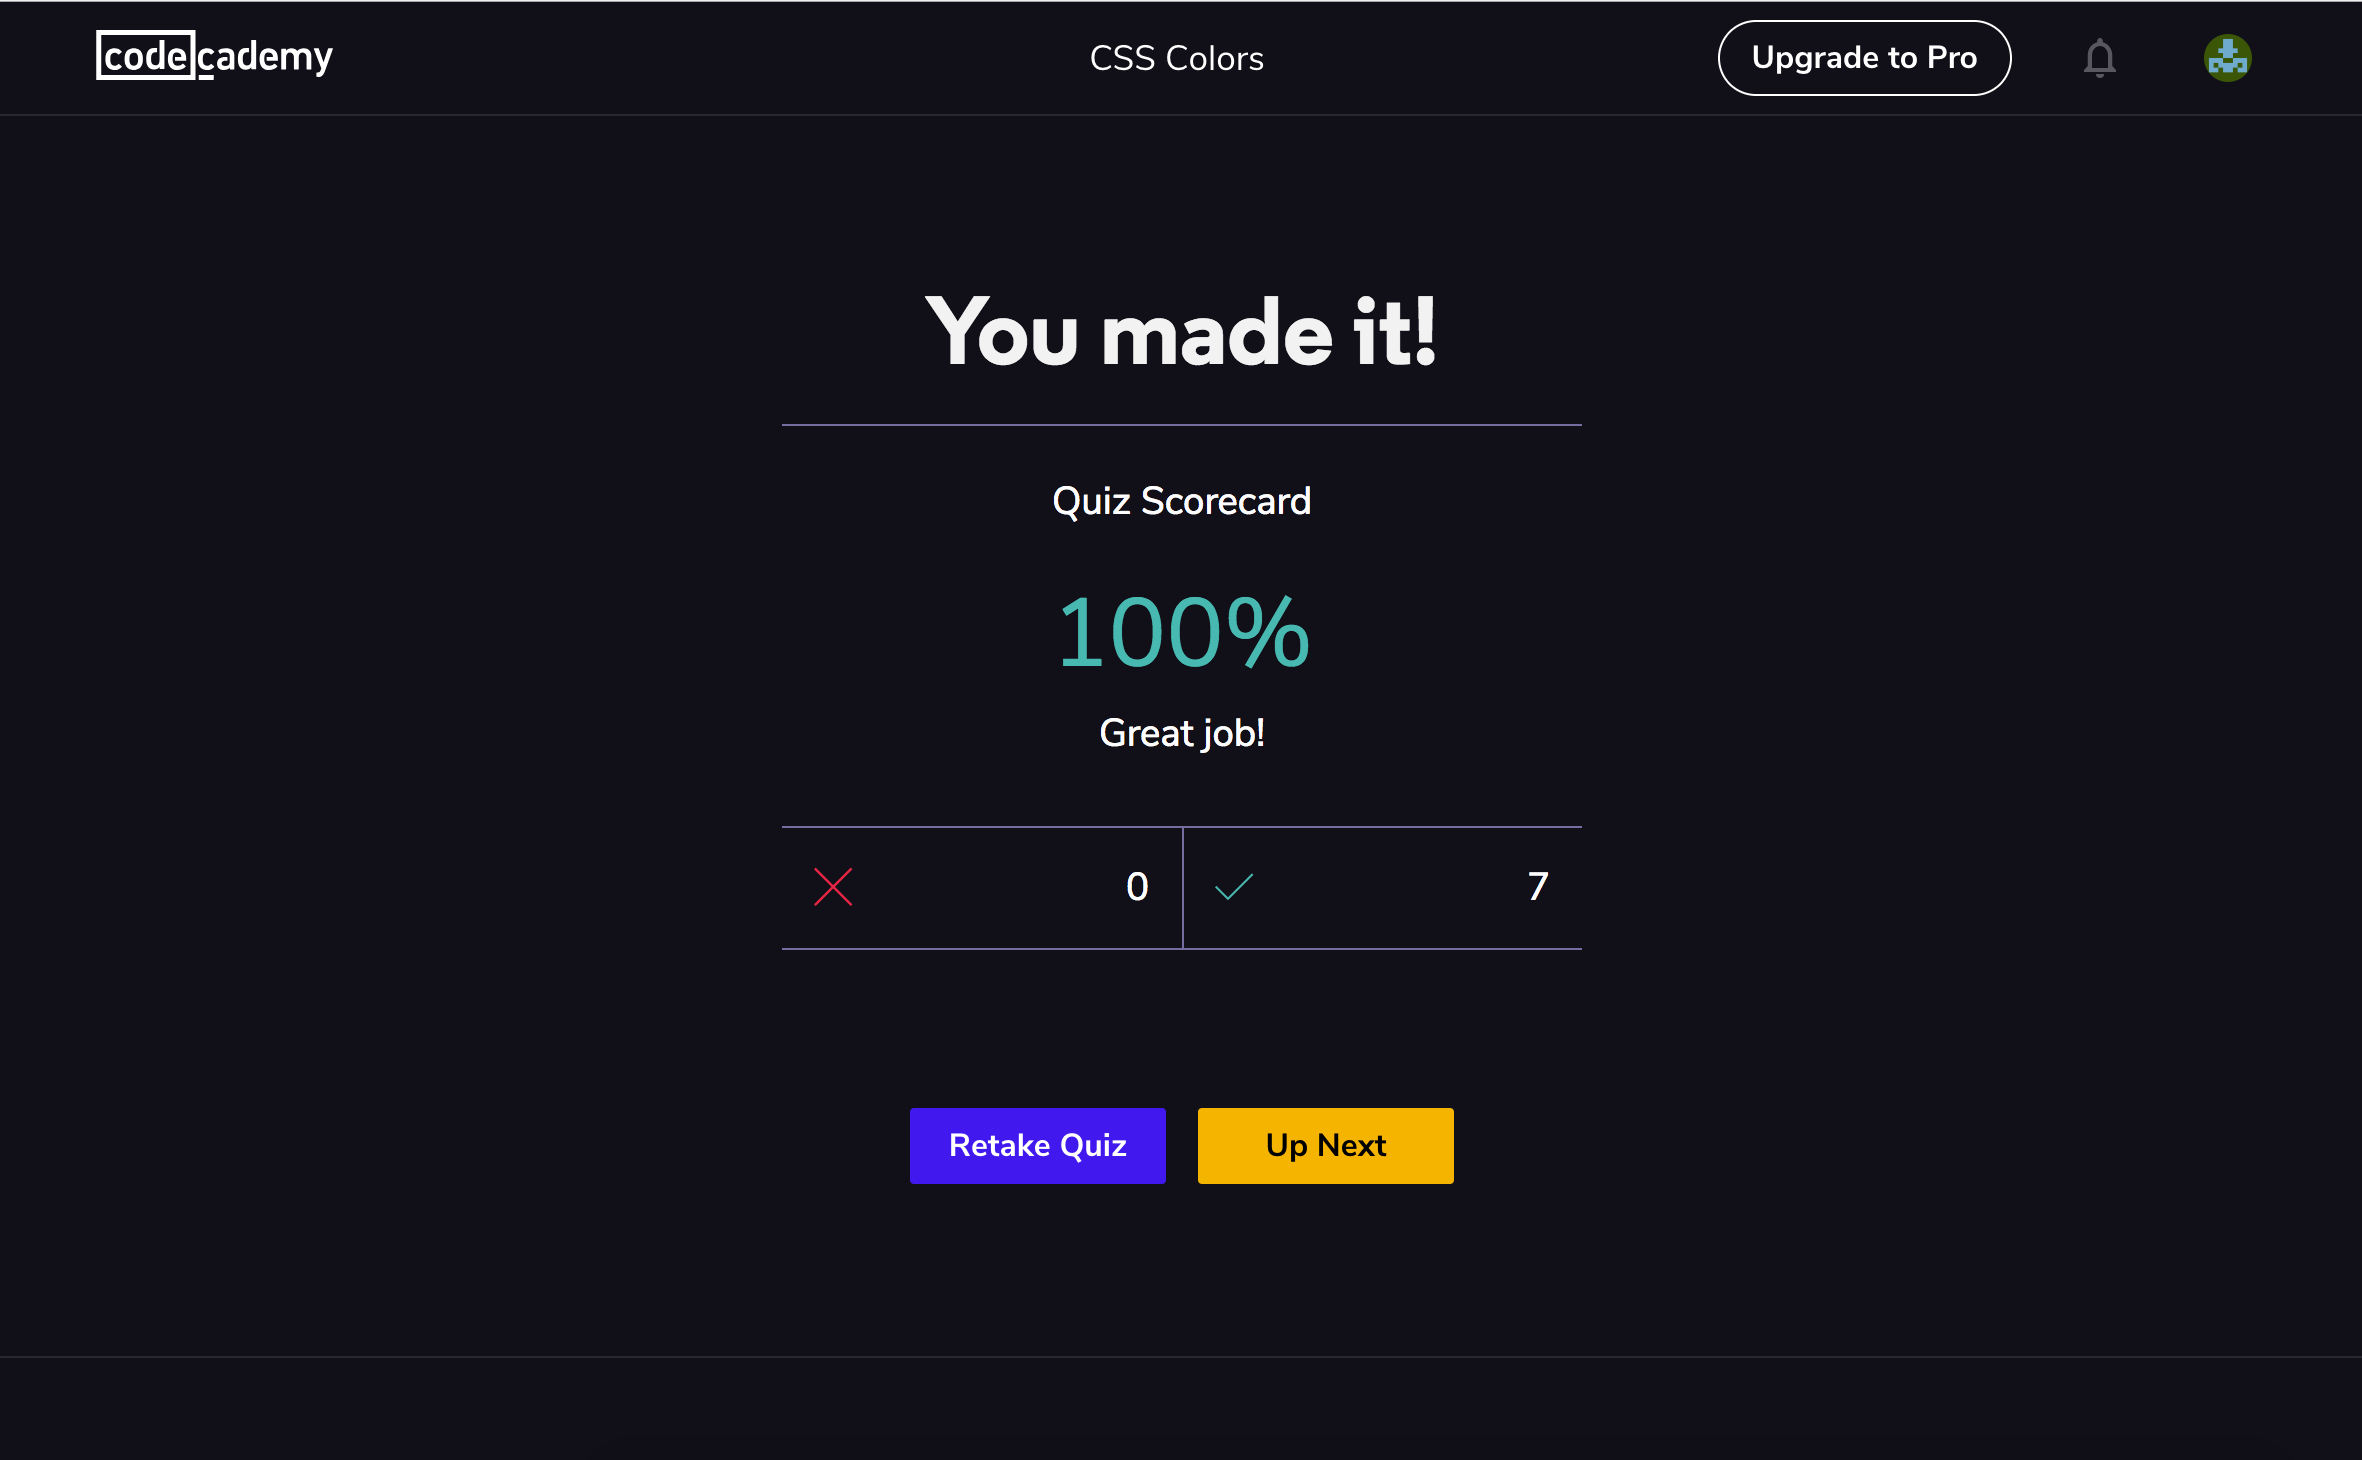 codecademy
CSS Colors
Upgrade to Pro
You made it!
Quiz Scorecard
100%
Great job!
0
7
Retake Quiz
Up Next